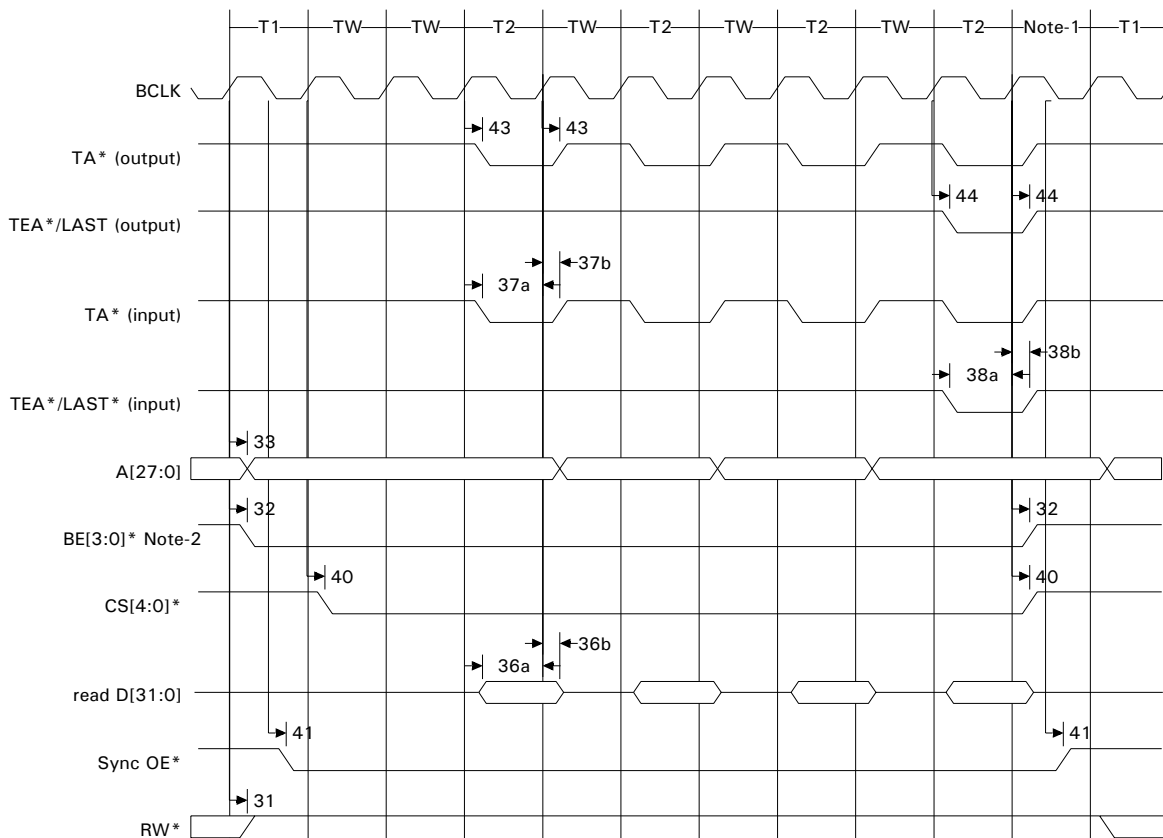 T1 TW TW T2 TW T2 TW T2 TW T2 Note-1 T1
BCLK
43 43
TA* (output)
44 44
TEA*/LAST (output)
37b
37a
TA* (input)
38b
38a
TEA*/LAST* (input)
33
A[27:0]
32 32
BE[3:0]* Note-2
40 40
CS[4:0]*
36b
36a
read D[31:0]
41 41
Sync OE*
31
RW*